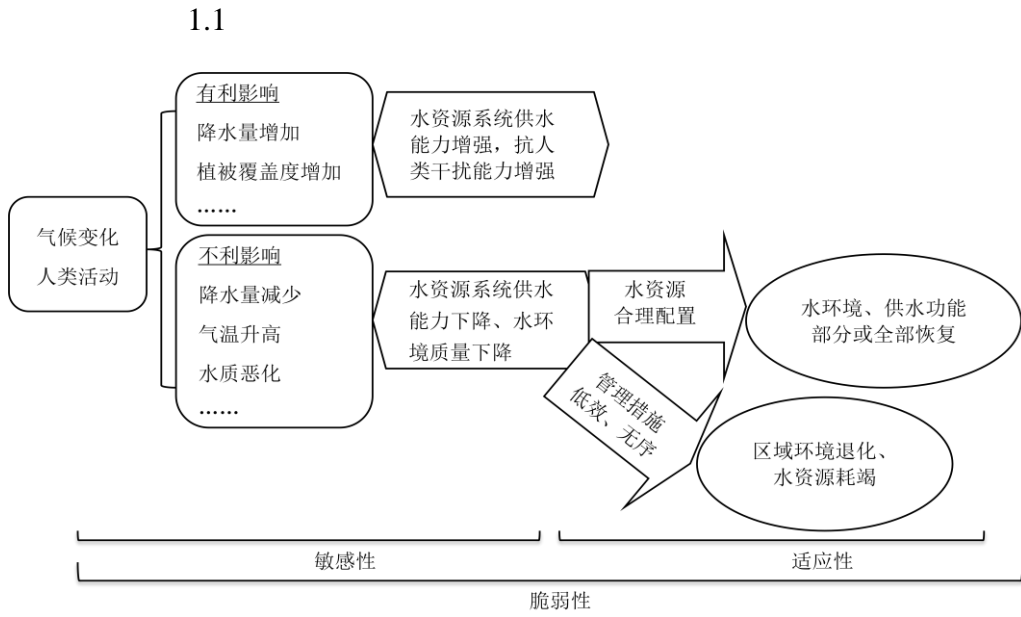 1.1
有利影响
降水量增加
植被覆盖度增加
……
水资源系统供水
能力增强，抗人
类干扰能力增强
气候变化
人类活动
不利影响
降水量减少
气温升高
水质恶化
……
水资源系统供水
能力下降、水环
境质量下降
水资源
合理配置
水环境、供水功能
部分或全部恢复
管理措施
低效、无序
区域环境退化、
水资源耗竭
敏感性
适应性
脆弱性